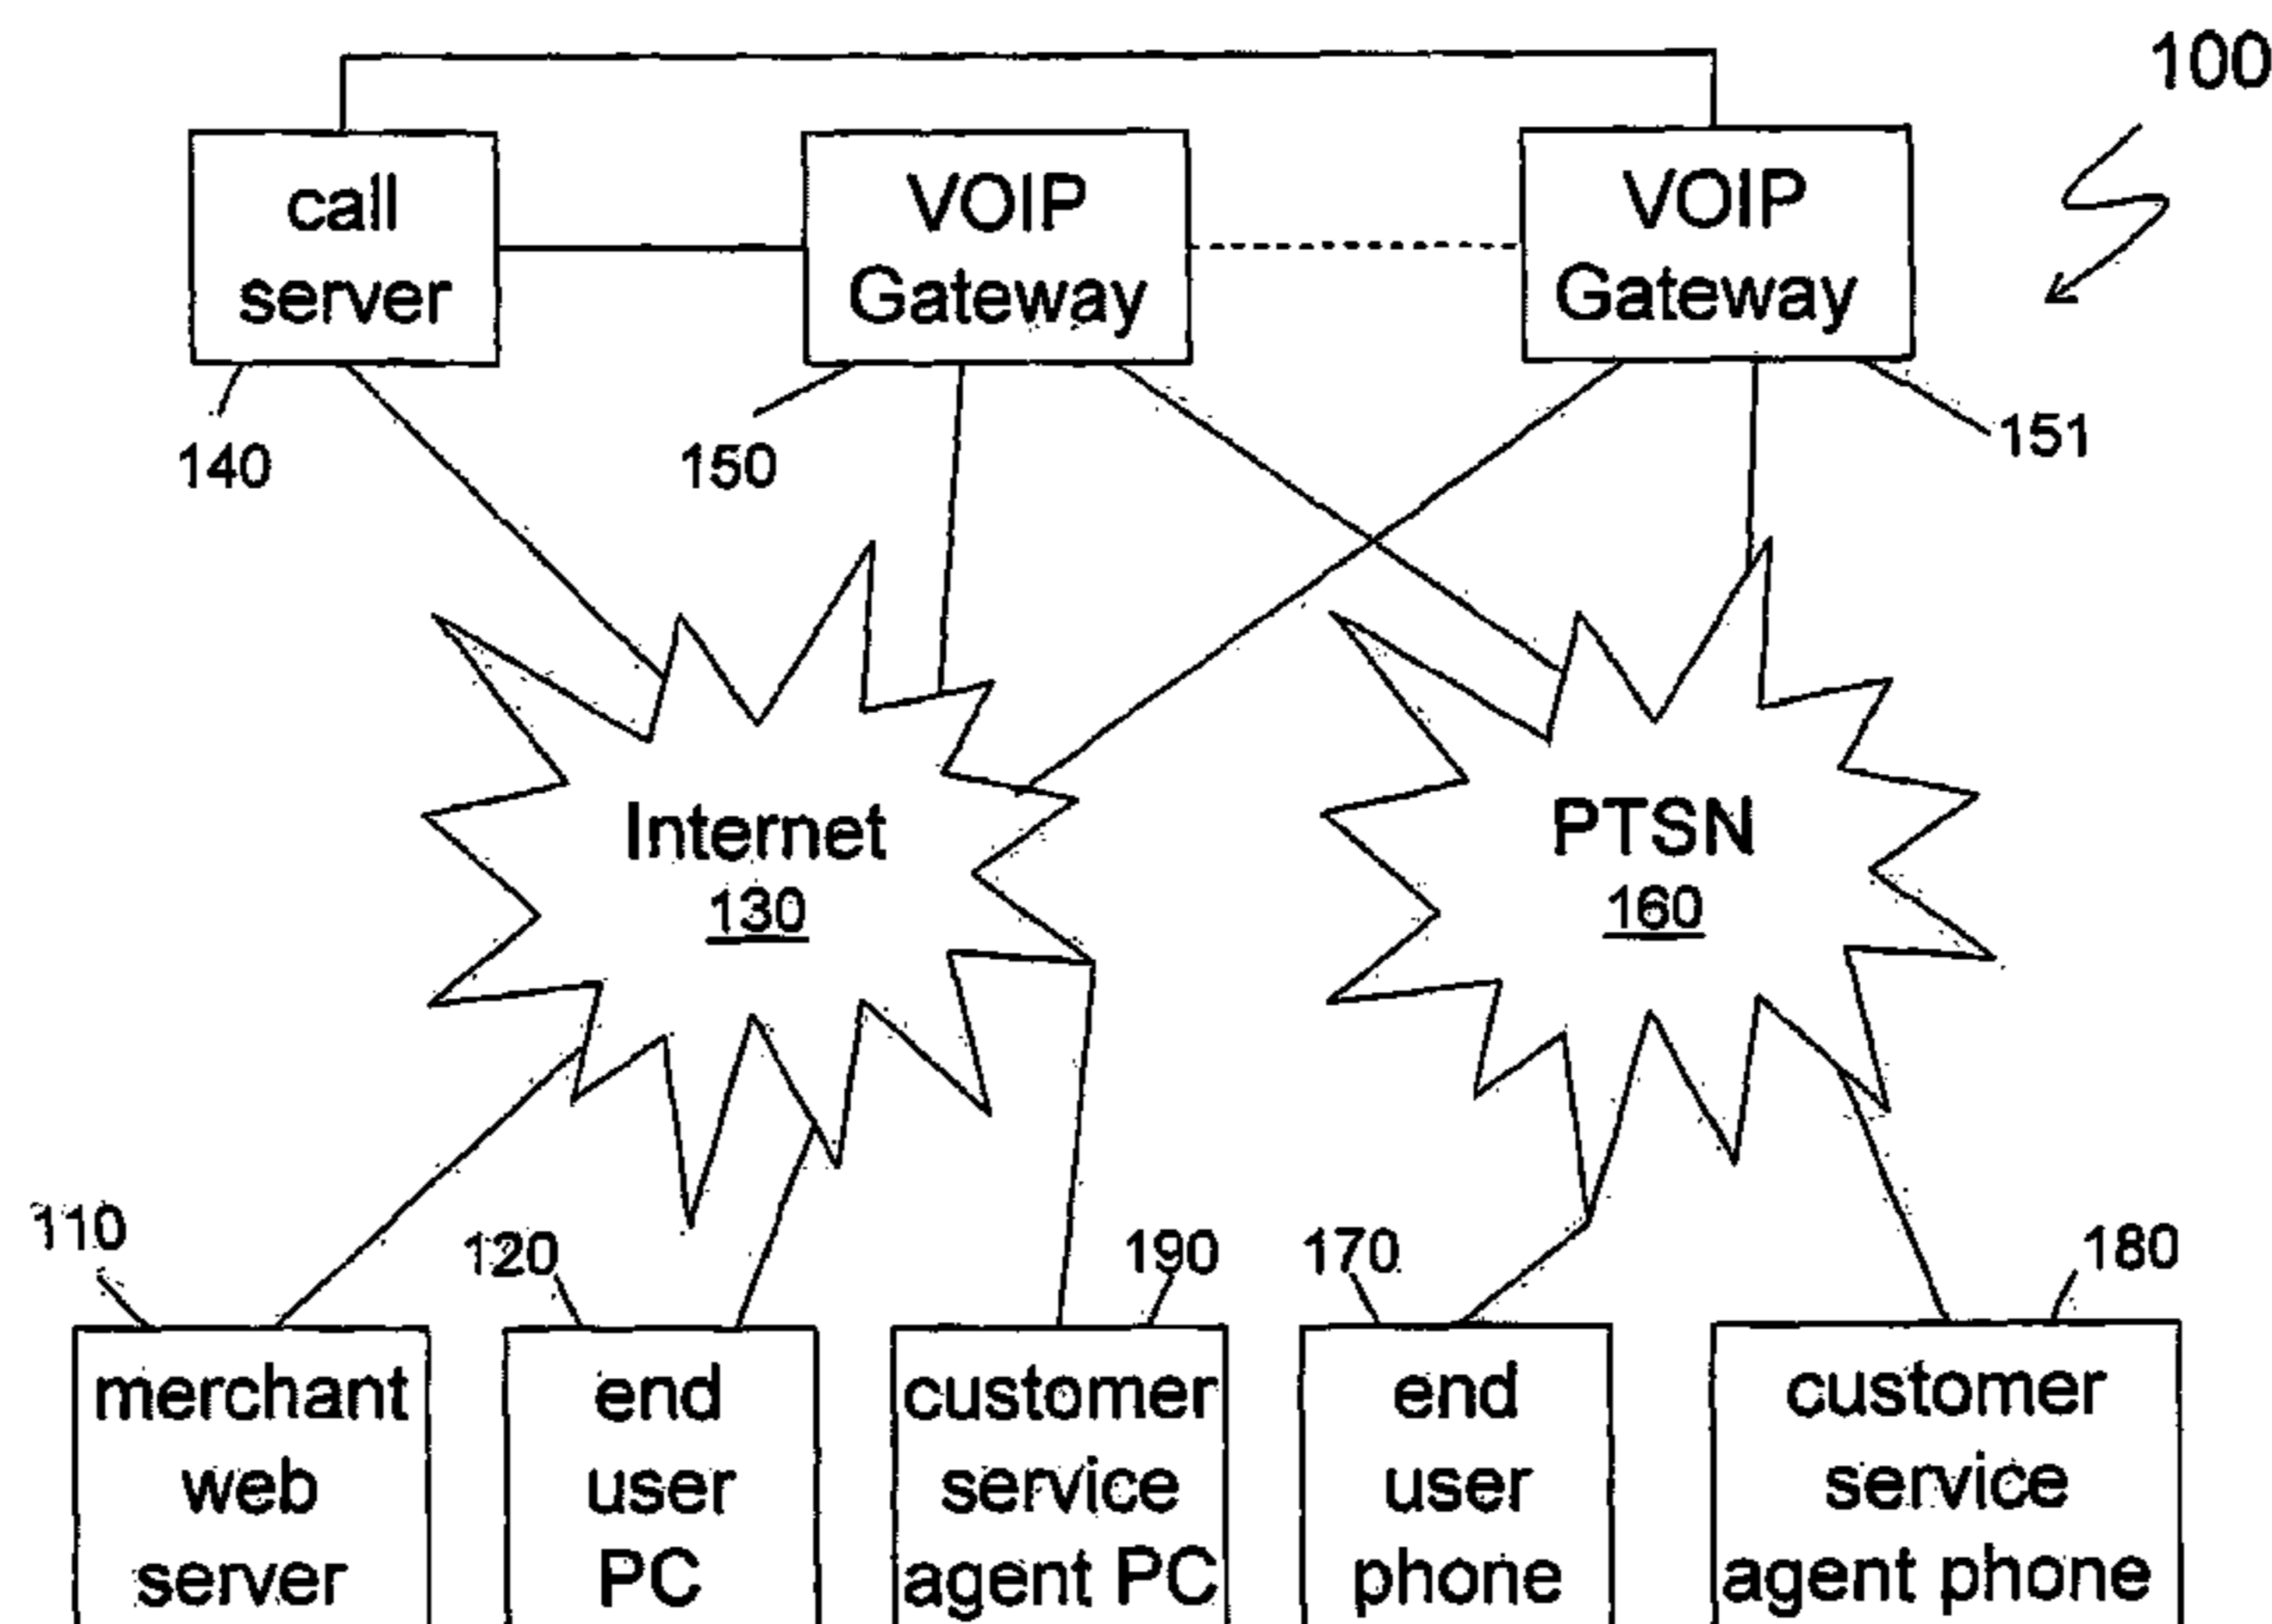 100
call
server
VOIP
Gateway
VOIP
Gateway
140
150
151
Internet
130
PTSN
160
110
120
190
170
180
merchant
web
server
end
user
PC
customer
service
agent PC
end
user
phone
customer
service
agent phone